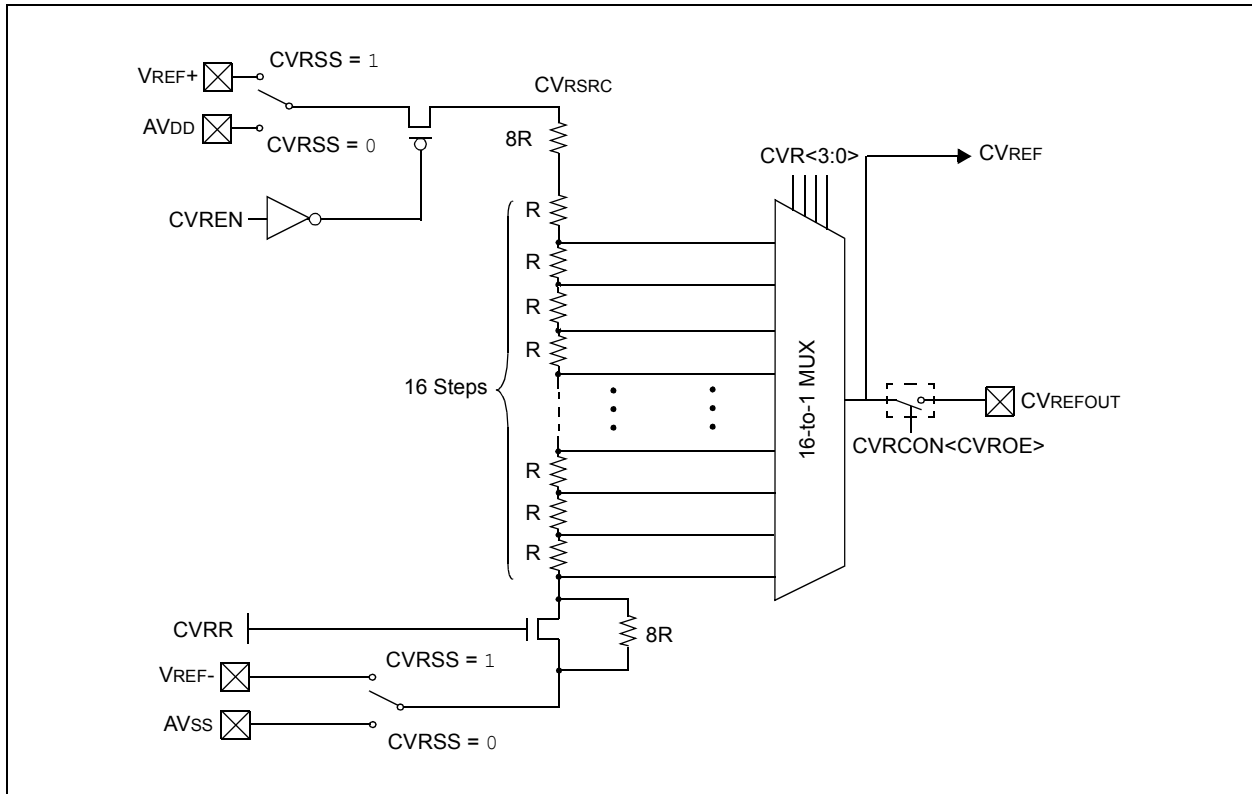 CVRSS = 1
VREF+
CVRSRC
AVDD
8R
CVRSS = 0
CVR<3:0>
CVREF
CVREN
R
R
R
R
16 Steps
16-to-1 MUX
CVREFOUT
CVRCON<CVROE>
R
R
R
CVRR
8R
CVRSS = 1
VREF-
AVSS
CVRSS = 0